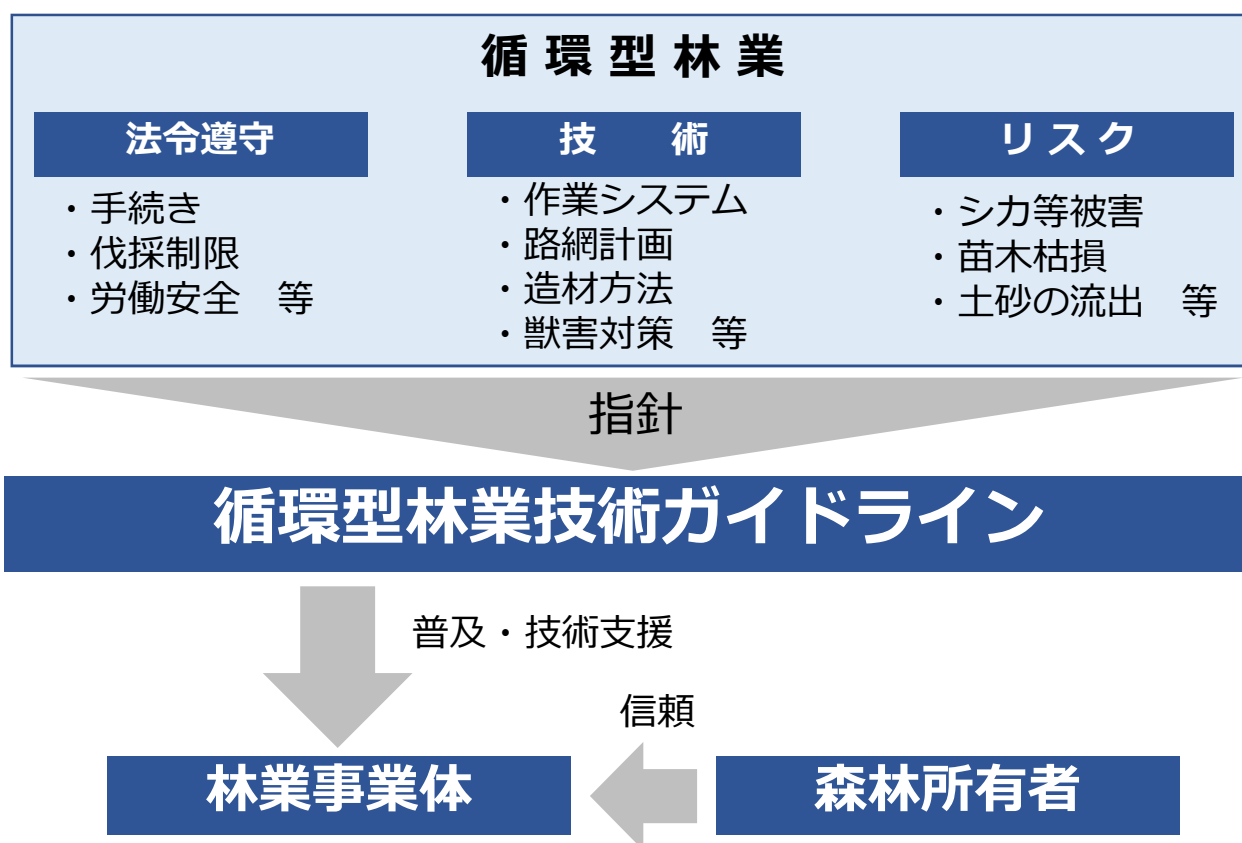 循環型林業
法令遵守
・手続き
・伐採制限
・労働安全　等
技　術
・作業システム
・路網計画
・造材方法
・獣害対策　等
リスク
・シカ等被害
・苗木枯損
・土砂の流出　等
指針
循環型林業技術ガイドライン
普及・技術支援
信頼
林業事業体
森林所有者